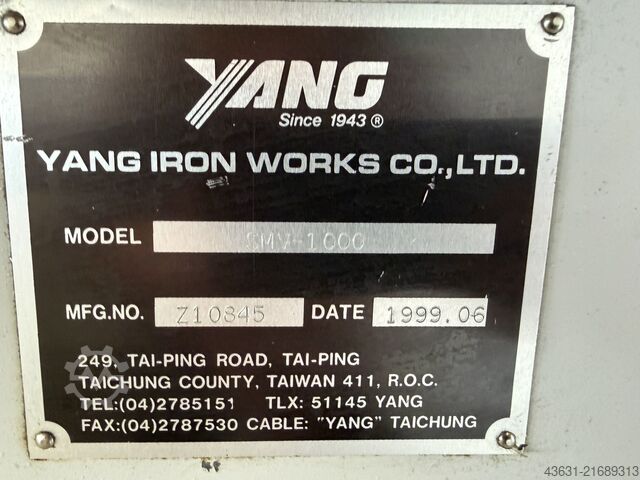 YANG
Since 1943 ®
YANG IRON WORKS CO.,LTD.
MODEL SMV-1000
MFG.NO. Z10845 DATE 1999.06
249, TAI-PING ROAD, TAI-PING
TAICHUNG COUNTY, TAIWAN 411, R.O.C.
TEL:(04)2785151 TLX: 51145 YANG
FAX:(04)2787530 CABLE: "YANG" TAICHUNG
43631-21689313